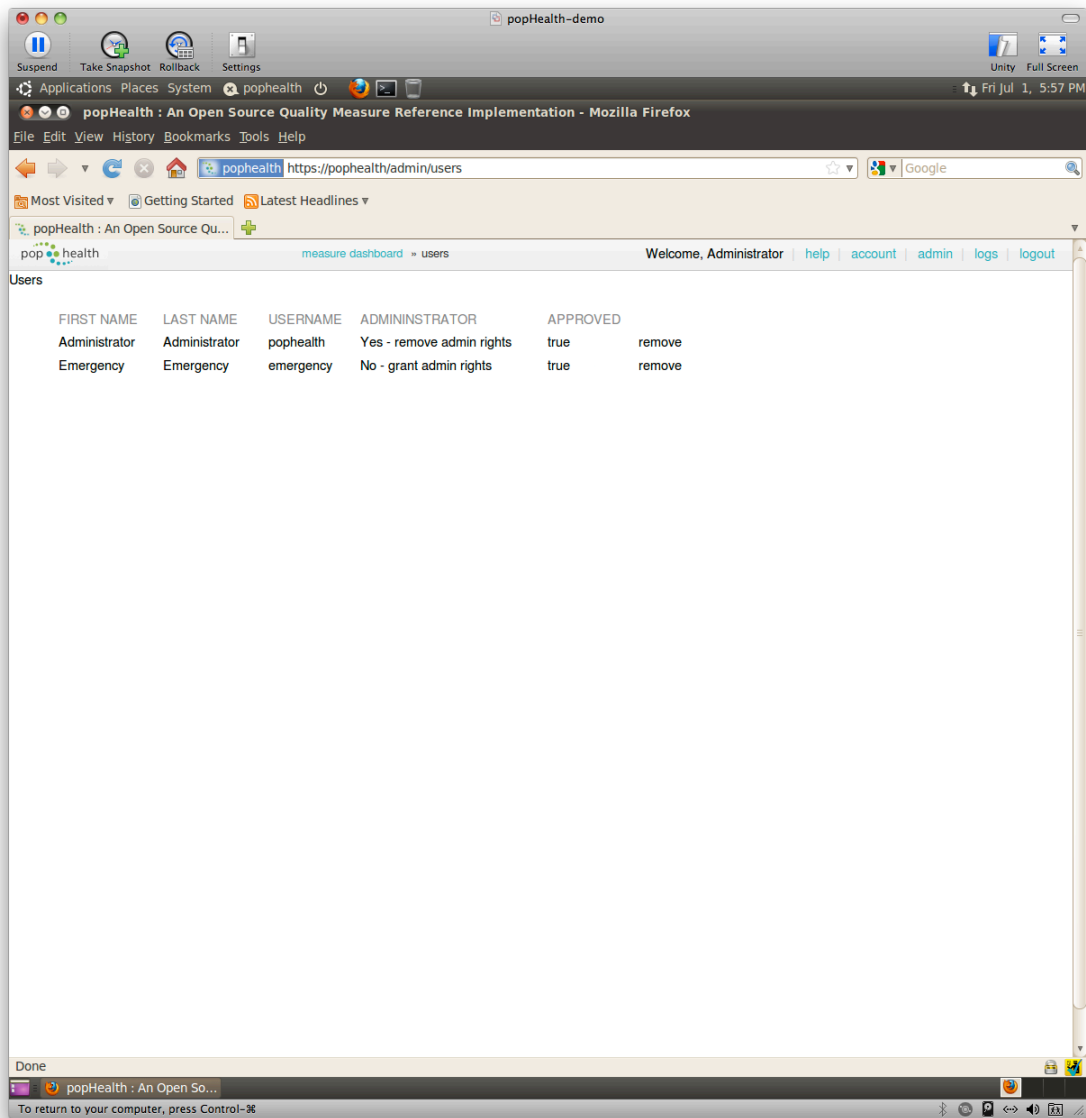 popHealth-demo
Suspend Take Snapshot Rollback Settings Unity Full Screen
Applications Places System pophealth Fri Jul 1, 5:57 PM
popHealth : An Open Source Quality Measure Reference Implementation - Mozilla Firefox
File Edit View History Bookmarks Tools Help
pophealth https://pophealth/admin/users Google
Most Visited Getting Started Latest Headlines
popHealth : An Open Source Qu...
pop health measure dashboard » users Welcome, Administrator | help | account | admin | logs | logout
Users
FIRST NAME LAST NAME USERNAME ADMININSTRATOR APPROVED
Administrator Administrator pophealth Yes - remove admin rights true remove
Emergency Emergency emergency No - grant admin rights true remove
Done
popHealth : An Open So...
To return to your computer, press Control-⌘